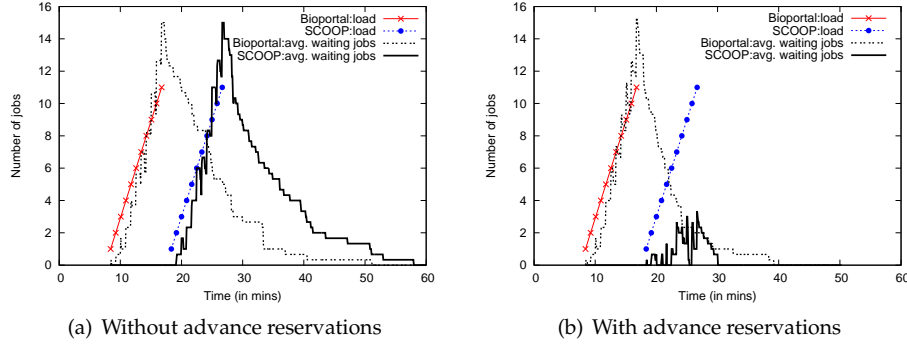 Number of jobs
16
14
12
10
8
6
4
2
0
0 10 20 30 40 50 60
Time (in mins)
Bioportal:load
SCOOP:load
Bioportal:avg. waiting jobs
SCOOP:avg. waiting jobs
(a) Without advance reservations
Number of jobs
16
14
12
10
8
6
4
2
0
0 10 20 30 40 50 60
Time (in mins)
Bioportal:load
SCOOP:load
Bioportal:avg. waiting jobs
SCOOP:avg. waiting jobs
(b) With advance reservations